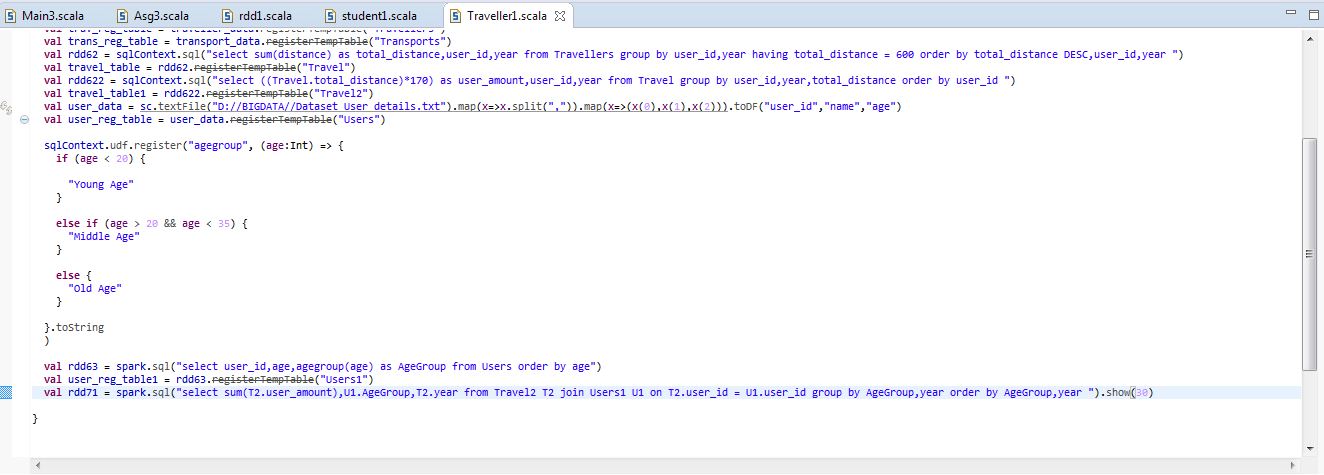 Main3.scala Asg3.scala rdd1.scala student1.scala Traveller1.scala
val trav_reg_table = traveller_data.registerTempTable("Travellers")
val trans_reg_table = transport_data.registerTempTable("Transports")
val rdd62 = sqlContext.sql("select sum(distance) as total_distance,user_id,year from Travellers group by user_id,year having total_distance = 600 order by total_distance DESC,user_id,year ")
val travel_table = rdd62.registerTempTable("Travel")
val rdd622 = sqlContext.sql("select ((Travel.total_distance)*170) as user_amount,user_id,year from Travel group by user_id,year,total_distance order by user_id ")
val travel_table1 = rdd622.registerTempTable("Travel2")
val user_data = sc.textFile("D://BIGDATA//Dataset_User_details.txt").map(x=>x.split(",")).map(x=>(x(0),x(1),x(2))).toDF("user_id","name","age")
val user_reg_table = user_data.registerTempTable("Users")
sqlContext.udf.register("agegroup", (age:Int) => {
if (age < 20) {
"Young Age"
}
else if (age > 20 && age < 35) {
"Middle Age"
}
else {
"Old Age"
}
}.toString
)
val rdd63 = spark.sql("select user_id,age,agegroup(age) as AgeGroup from Users order by age")
val user_reg_table1 = rdd63.registerTempTable("Users1")
val rdd71 = spark.sql("select sum(T2.user_amount),U1.AgeGroup,T2.year from Travel2 T2 join Users1 U1 on T2.user_id = U1.user_id group by AgeGroup,year order by AgeGroup,year ").show(30)
}